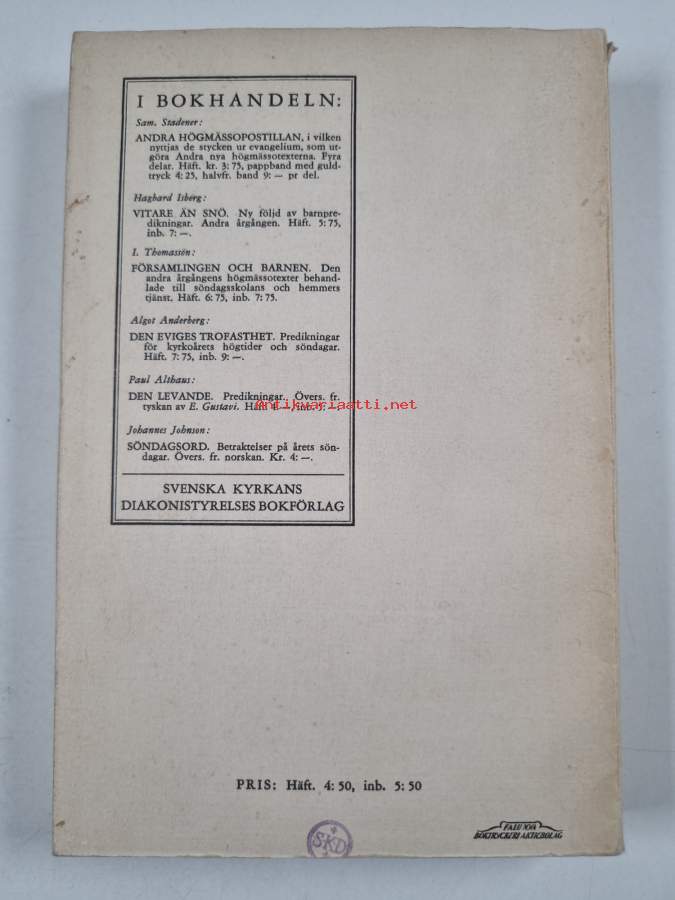 I BOKHANDELN:
Sam. Stadener:
ANDRA HÖGMÄSSOPOSTILLAN, i vilken
nyttjas de stycken ur evangelium, som ut-
göra Andra nya högmässotexterna. Fyra
delar. Häft. kr. 3:75, pappband med guld-
tryck 4:25, halvfr. band 9:— pr del.
Hagbard Isberg:
VITARE ÄN SNÖ. Ny följd av barnpre-
dikningar. Andra årgången. Häft. 5:75,
inb. 7:—.
I. Thomassön:
FÖRSAMLINGEN OCH BARNEN. Den
andra årgångens högmässotexter behand-
lade till söndagsskolans och hemmets
tjänst. Häft. 6:75, inb. 7:75.
Algot Anderberg:
DEN EVIGES TROFASTHET. Predikningar
för kyrkoårets högtider och söndagar.
Häft. 7:75, inb. 9:—.
Paul Althaus:
DEN LEVANDE. Predikningar. Övers. fr.
tyskan av E. Gustavi. Häft
antikvariaatti.net
Johannes Johnson:
SÖNDAGSORD. Betraktelser på årets sön-
dagar. Övers. fr. norskan. Kr. 4:—.
SVENSKA KYRKANS
DIAKONISTYRELSES BOKFÖRLAG
PRIS: Häft. 4:50, inb. 5:50
FALU NYA
BOKTRYCKERI AKTIEBOLAG
SKD